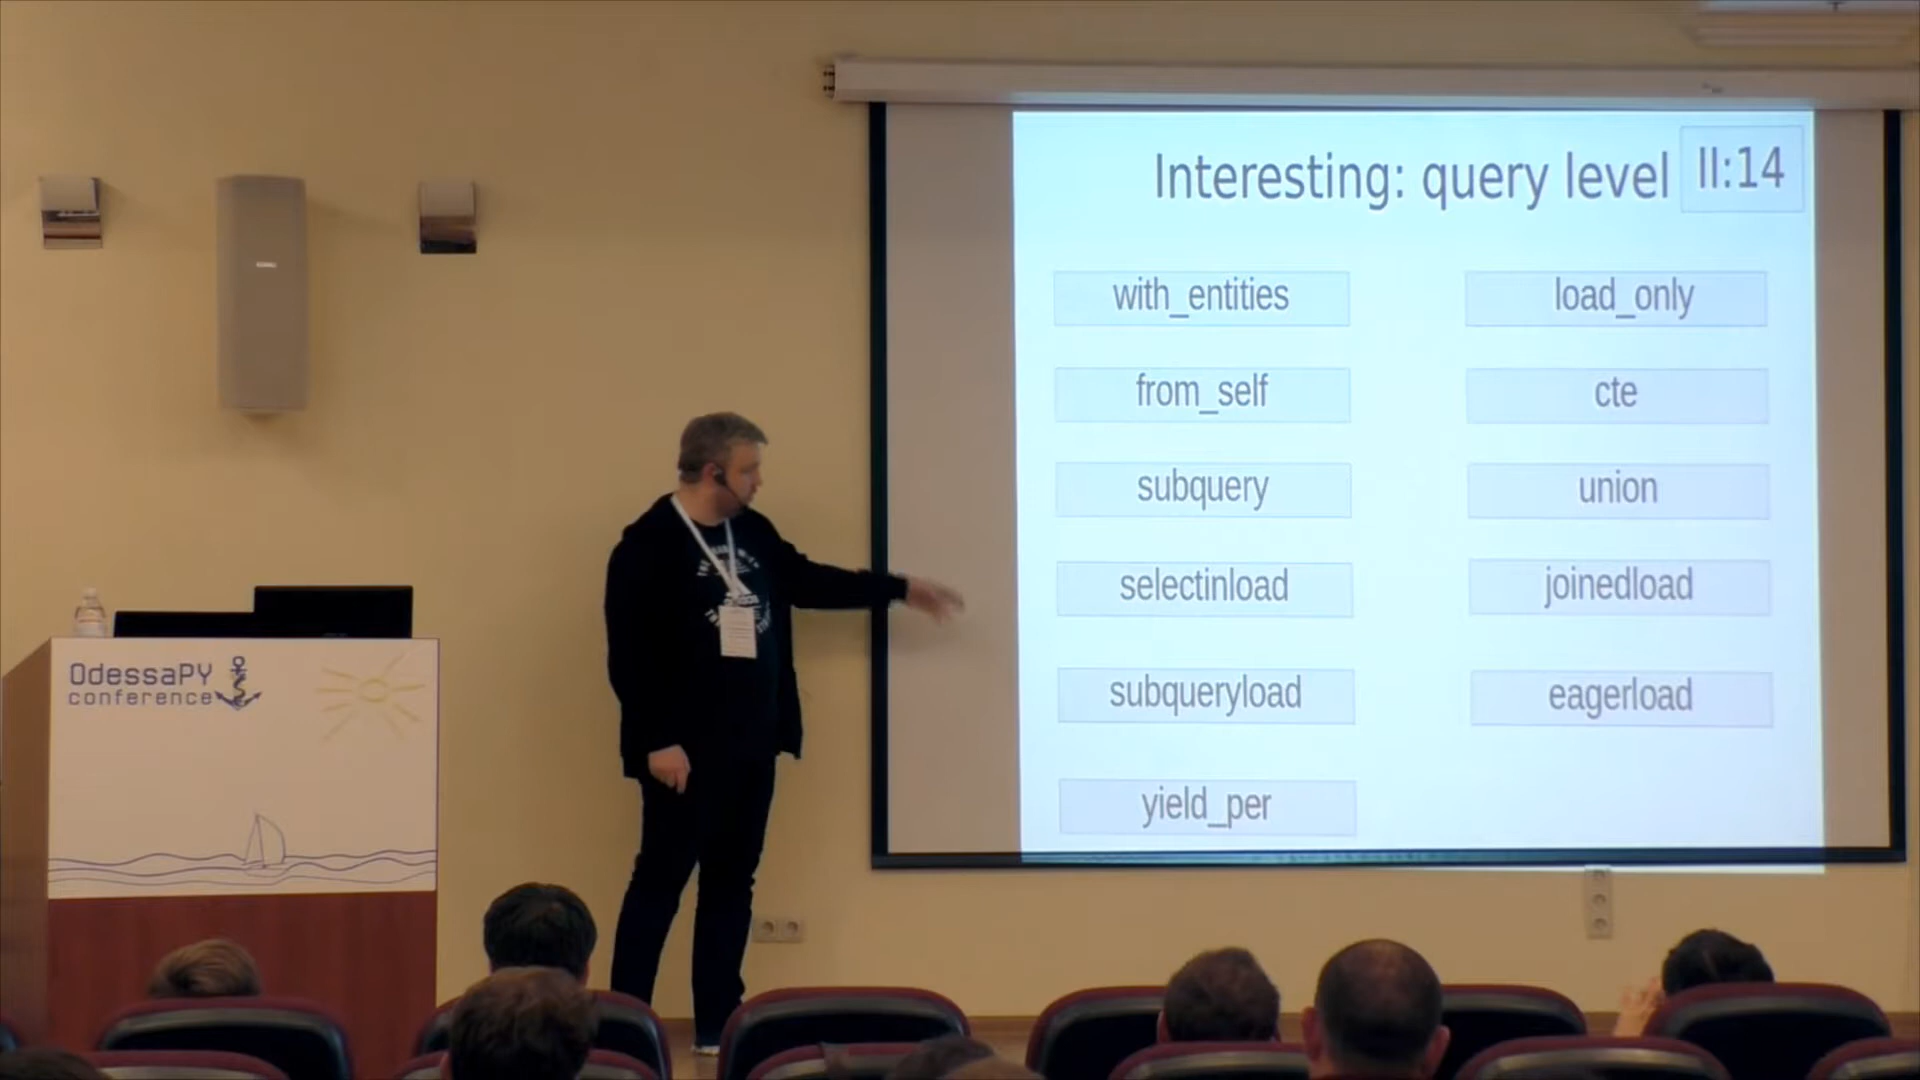 Interesting: query level
II:14
with_entities
load_only
from_self
cte
subquery
union
selectinload
joinedload
subqueryload
eagerload
yield_per
OdessaPY
conference